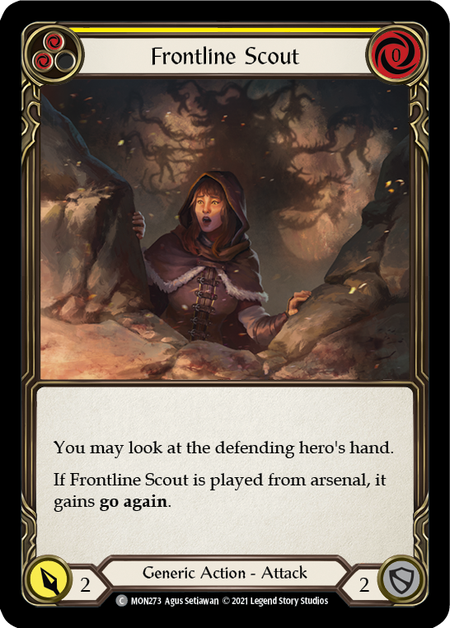 Frontline Scout
0
You may look at the defending hero's hand.
If Frontline Scout is played from arsenal, it
gains go again.
2
Generic Action - Attack
2
C MON273 Agus Setiawan © 2021 Legend Story Studios